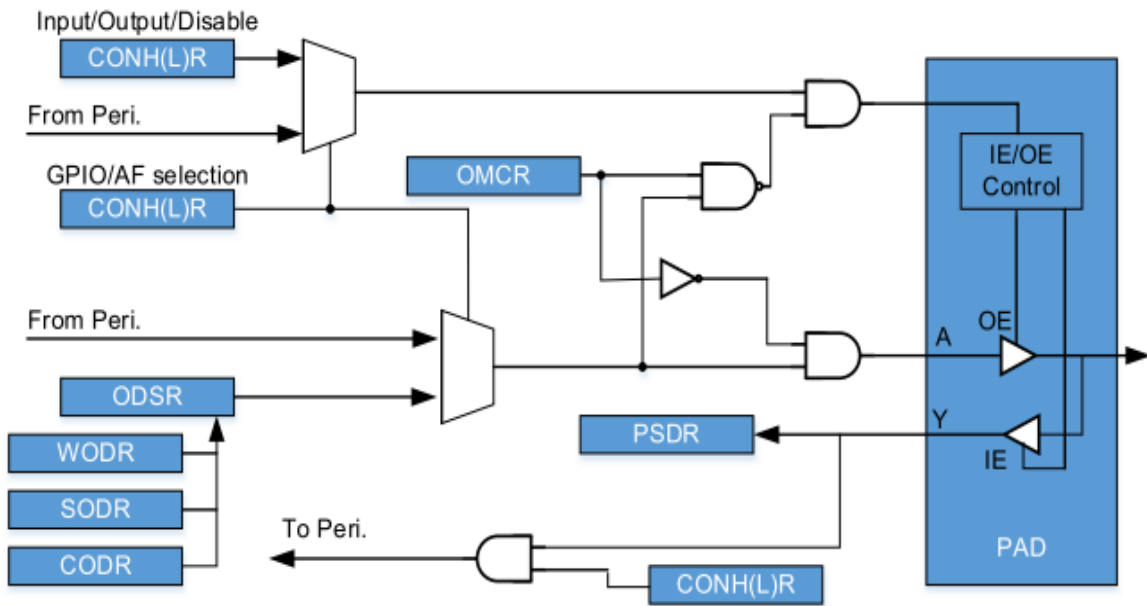 Input/Output/Disable
CONH(L)R
From Peri.
GPIO/AF selection
CONH(L)R
OMCR
IE/OE
Control
From Peri.
A
OE
ODSR
PSDR
Y
IE
WODR
SODR
CODR
To Peri.
CONH(L)R
PAD